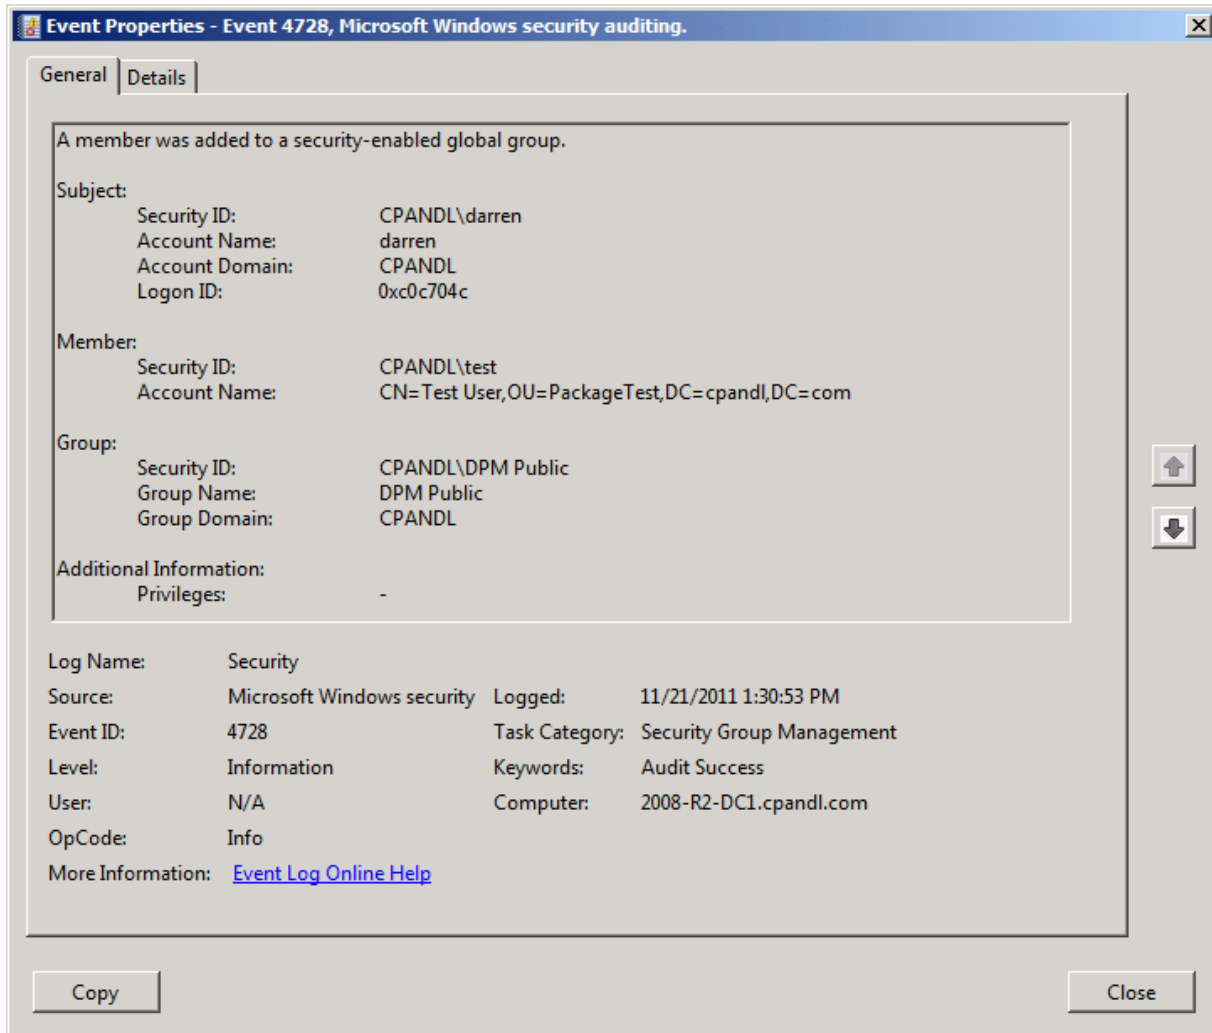 Event Properties - Event 4728, Microsoft Windows security auditing.
General Details
A member was added to a security-enabled global group.
Subject:
Security ID: CPANDL\darren
Account Name: darren
Account Domain: CPANDL
Logon ID: 0xc0c704c
Member:
Security ID: CPANDL\test
Account Name: CN=Test User,OU=PackageTest,DC=cpandl,DC=com
Group:
Security ID: CPANDL\DPM Public
Group Name: DPM Public
Group Domain: CPANDL
Additional Information:
Privileges: -
Log Name: Security
Source: Microsoft Windows security Logged: 11/21/2011 1:30:53 PM
Event ID: 4728 Task Category: Security Group Management
Level: Information Keywords: Audit Success
User: N/A Computer: 2008-R2-DC1.cpandl.com
OpCode: Info
More Information: Event Log Online Help
Copy Close